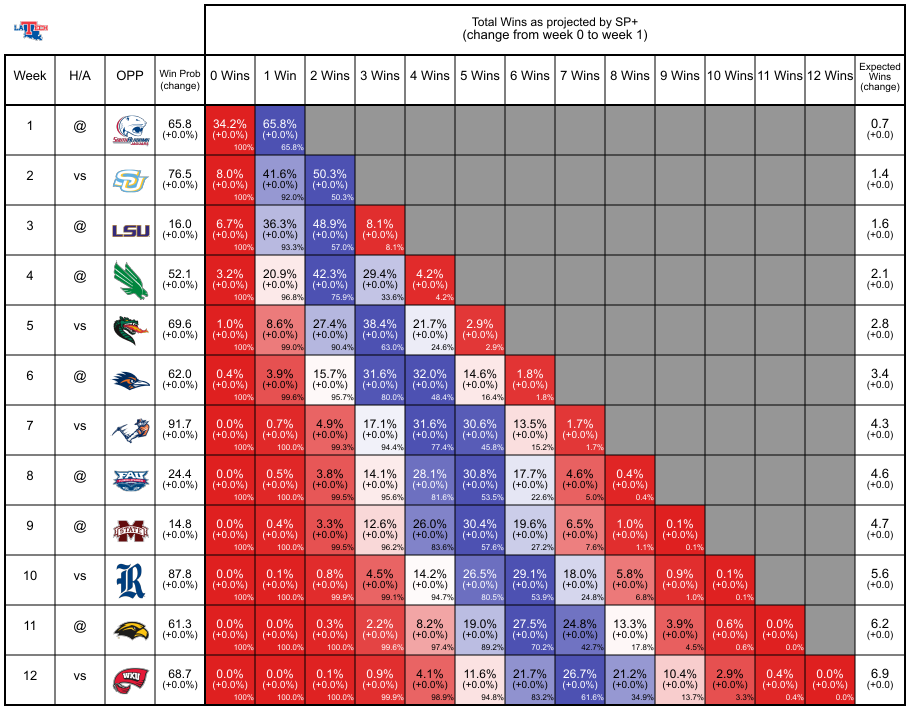 LA TECH
Total Wins as projected by SP+
(change from week 0 to week 1)
Week H/A OPP Win Prob (change) 0 Wins 1 Win 2 Wins 3 Wins 4 Wins 5 Wins 6 Wins 7 Wins 8 Wins 9 Wins 10 Wins 11 Wins 12 Wins Expected Wins (change)
1 @ SOUTH ALABAMA JAGUARS 65.8 34.2% 65.8% 0.7
(+0.0%) (+0.0%) (+0.0%) (+0.0)
100% 65.8%
2 vs SU 76.5 8.0% 41.6% 50.3% 1.4
(+0.0%) (+0.0%) (+0.0%) (+0.0%) (+0.0)
100% 92.0% 50.3%
3 @ LSU 16.0 6.7% 36.3% 48.9% 8.1% 1.6
(+0.0%) (+0.0%) (+0.0%) (+0.0%) (+0.0%) (+0.0)
100% 93.3% 57.0% 8.1%
4 @ 52.1 3.2% 20.9% 42.3% 29.4% 4.2% 2.1
(+0.0%) (+0.0%) (+0.0%) (+0.0%) (+0.0%) (+0.0%) (+0.0)
100% 96.8% 75.9% 33.6% 4.2%
5 vs 69.6 1.0% 8.6% 27.4% 38.4% 21.7% 2.9% 2.8
(+0.0%) (+0.0%) (+0.0%) (+0.0%) (+0.0%) (+0.0%) (+0.0%) (+0.0)
100% 99.0% 90.4% 63.0% 24.6% 2.9%
6 @ 62.0 0.4% 3.9% 15.7% 31.6% 32.0% 14.6% 1.8% 3.4
(+0.0%) (+0.0%) (+0.0%) (+0.0%) (+0.0%) (+0.0%) (+0.0%) (+0.0%) (+0.0)
100% 99.6% 95.7% 80.0% 48.4% 16.4% 1.8%
7 vs 91.7 0.0% 0.7% 4.9% 17.1% 31.6% 30.6% 13.5% 1.7% 4.3
(+0.0%) (+0.0%) (+0.0%) (+0.0%) (+0.0%) (+0.0%) (+0.0%) (+0.0%) (+0.0%) (+0.0)
100% 100.0% 99.3% 94.4% 77.4% 45.8% 15.2% 1.7%
8 @ FAU 24.4 0.0% 0.5% 3.8% 14.1% 28.1% 30.8% 17.7% 4.6% 0.4% 4.6
(+0.0%) (+0.0%) (+0.0%) (+0.0%) (+0.0%) (+0.0%) (+0.0%) (+0.0%) (+0.0%) (+0.0%) (+0.0)
100% 100.0% 99.5% 95.6% 81.6% 53.5% 22.6% 5.0% 0.4%
9 @ M STATE 14.8 0.0% 0.4% 3.3% 12.6% 26.0% 30.4% 19.6% 6.5% 1.0% 0.1% 4.7
(+0.0%) (+0.0%) (+0.0%) (+0.0%) (+0.0%) (+0.0%) (+0.0%) (+0.0%) (+0.0%) (+0.0%) (+0.0%) (+0.0)
100% 100.0% 99.5% 96.2% 83.6% 57.6% 27.2% 7.6% 1.1% 0.1%
10 vs R 87.8 0.0% 0.1% 0.8% 4.5% 14.2% 26.5% 29.1% 18.0% 5.8% 0.9% 0.1% 5.6
(+0.0%) (+0.0%) (+0.0%) (+0.0%) (+0.0%) (+0.0%) (+0.0%) (+0.0%) (+0.0%) (+0.0%) (+0.0%) (+0.0%) (+0.0)
100% 100.0% 99.9% 99.1% 94.7% 80.5% 53.9% 24.8% 6.8% 1.0% 0.1%
11 @ 61.3 0.0% 0.0% 0.3% 2.2% 8.2% 19.0% 27.5% 24.8% 13.3% 3.9% 0.6% 0.0% 6.2
(+0.0%) (+0.0%) (+0.0%) (+0.0%) (+0.0%) (+0.0%) (+0.0%) (+0.0%) (+0.0%) (+0.0%) (+0.0%) (+0.0%) (+0.0%) (+0.0)
100% 100.0% 100.0% 99.6% 97.4% 89.2% 70.2% 42.7% 17.8% 4.5% 0.6% 0.0%
12 vs WKU 68.7 0.0% 0.0% 0.1% 0.9% 4.1% 11.6% 21.7% 26.7% 21.2% 10.4% 2.9% 0.4% 0.0% 6.9
(+0.0%) (+0.0%) (+0.0%) (+0.0%) (+0.0%) (+0.0%) (+0.0%) (+0.0%) (+0.0%) (+0.0%) (+0.0%) (+0.0%) (+0.0%) (+0.0%) (+0.0)
100% 100.0% 100.0% 99.9% 98.9% 94.8% 83.2% 61.6% 34.9% 13.7% 3.3% 0.4% 0.0%